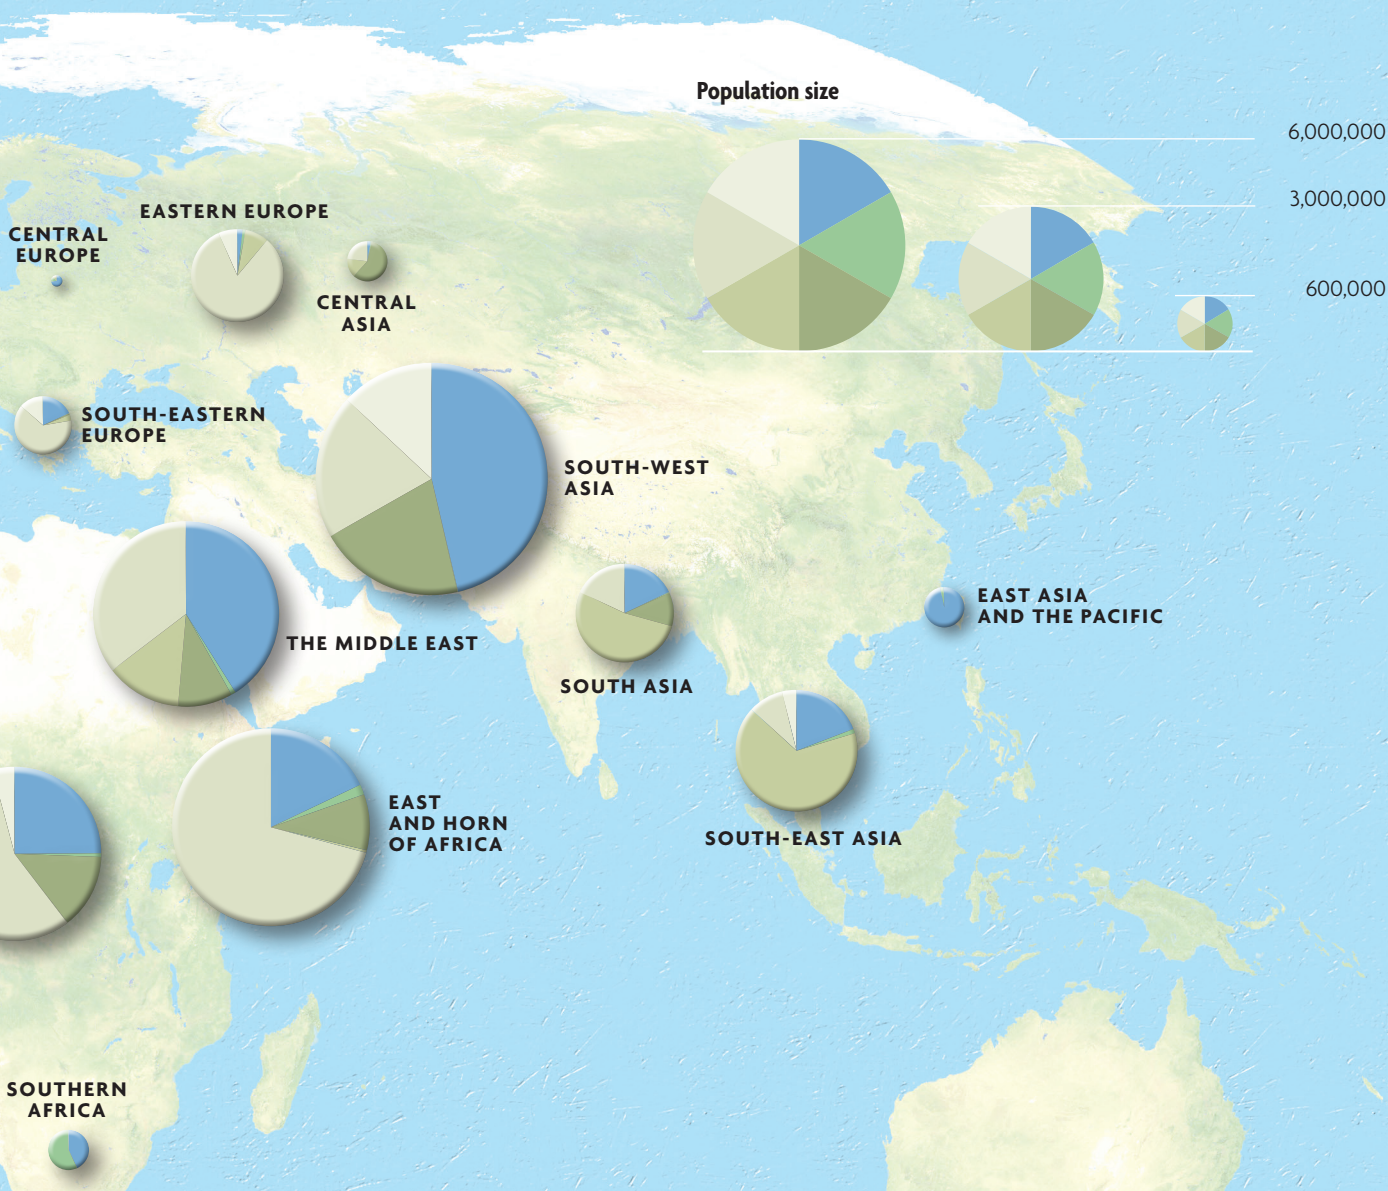 Population size
6,000,000
3,000,000
600,000
EASTERN EUROPE
CENTRAL
EUROPE
CENTRAL
ASIA
SOUTH-EASTERN
EUROPE
SOUTH-WEST
ASIA
EAST ASIA
AND THE PACIFIC
THE MIDDLE EAST
SOUTH ASIA
EAST
AND HORN
OF AFRICA
SOUTH-EAST ASIA
SOUTHERN
AFRICA